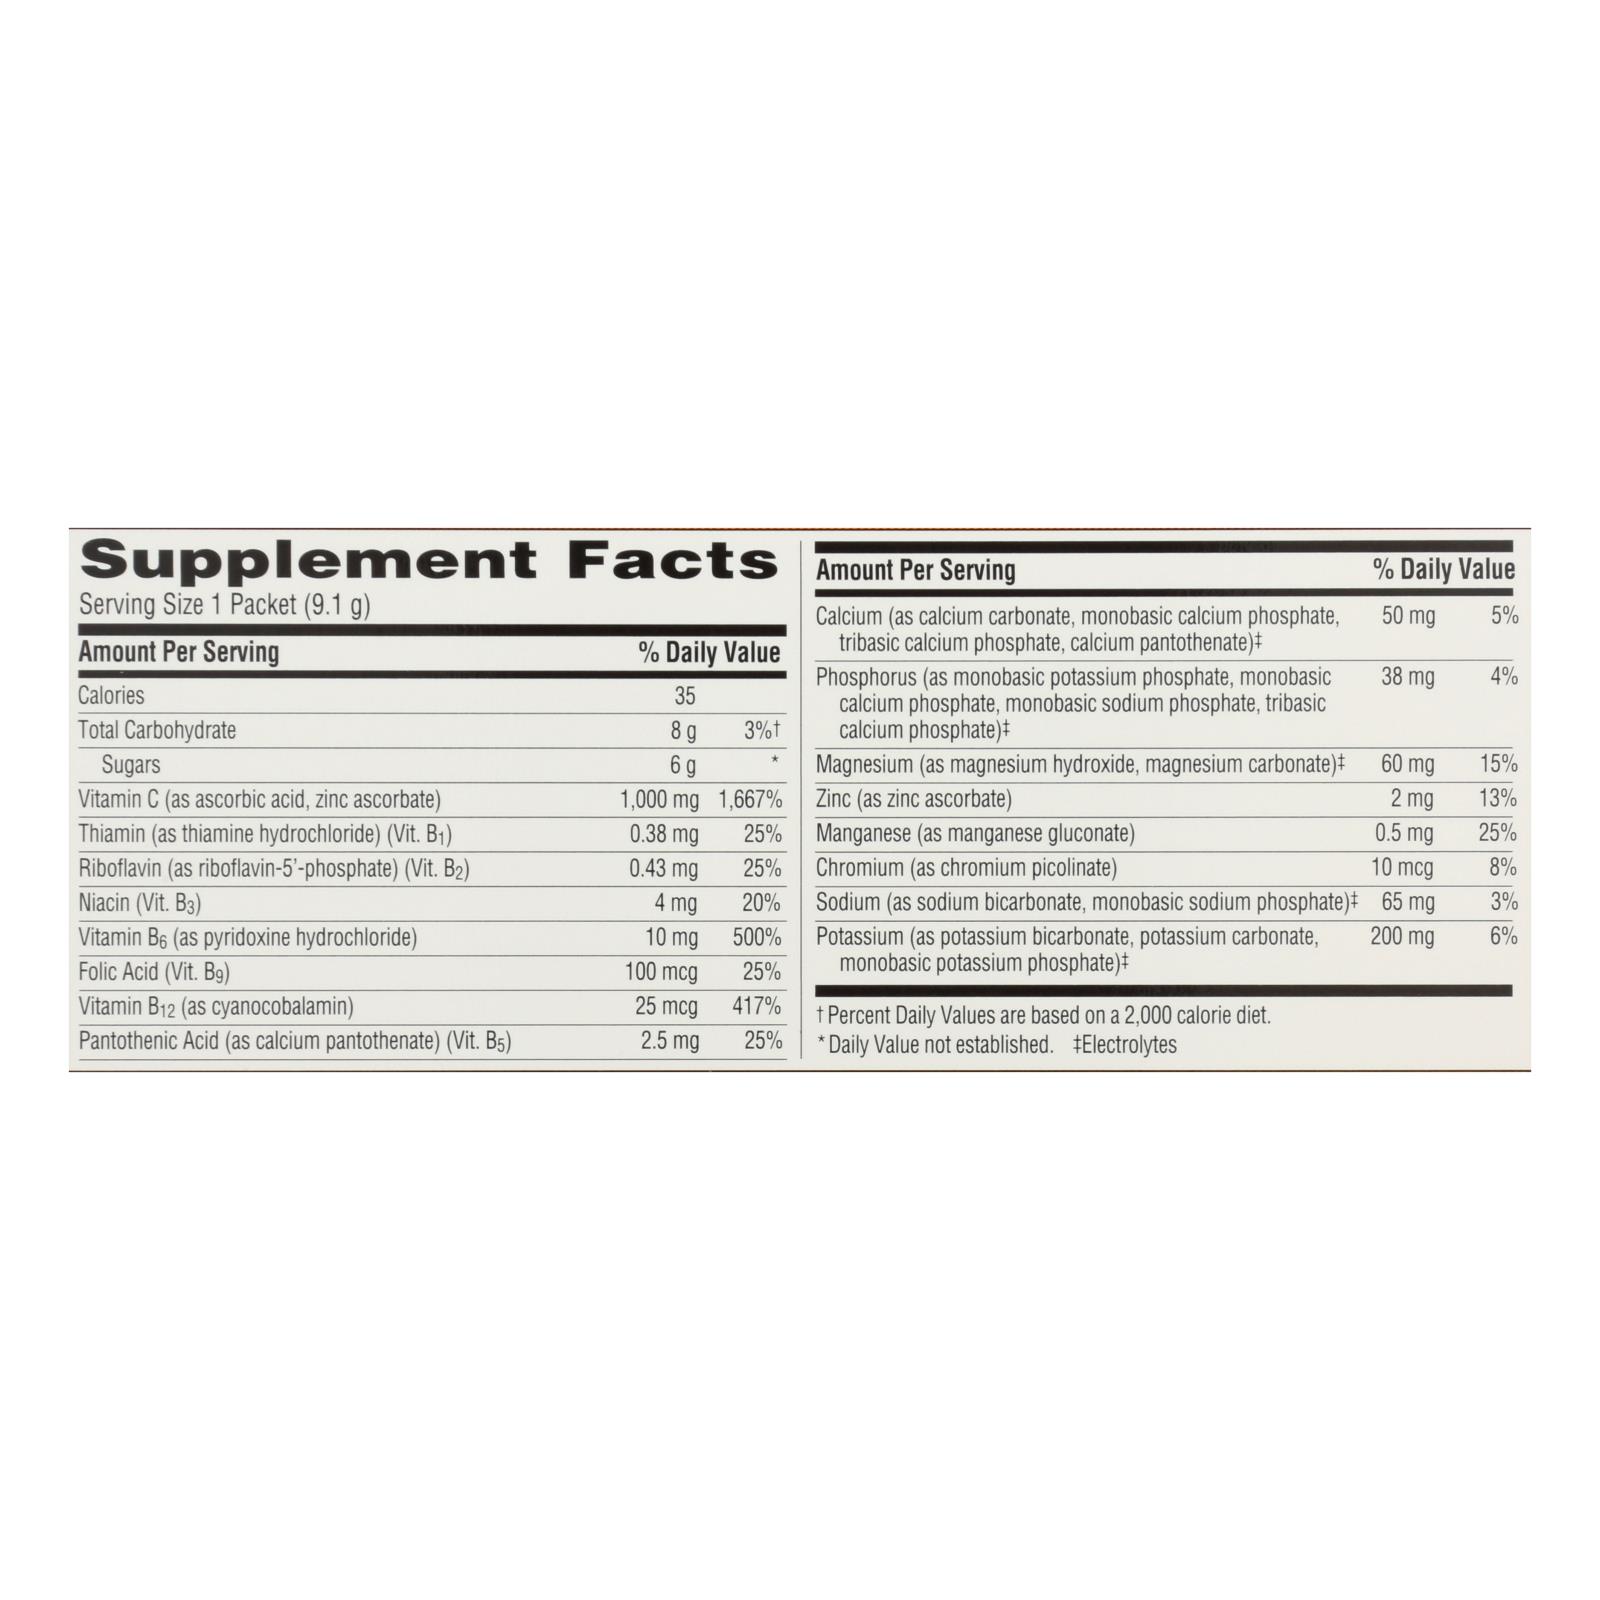 Supplement Facts
Serving Size 1 Packet (9.1 g)
Amount Per Serving % Daily Value
Calories 35
Total Carbohydrate 8 g 3%†
Sugars 6 g *
Vitamin C (as ascorbic acid, zinc ascorbate) 1,000 mg 1,667%
Thiamin (as thiamine hydrochloride) (Vit. B1) 0.38 mg 25%
Riboflavin (as riboflavin-5’-phosphate) (Vit. B2) 0.43 mg 25%
Niacin (Vit. B3) 4 mg 20%
Vitamin B6 (as pyridoxine hydrochloride) 10 mg 500%
Folic Acid (Vit. B9) 100 mcg 25%
Vitamin B12 (as cyanocobalamin) 25 mcg 417%
Pantothenic Acid (as calcium pantothenate) (Vit. B5) 2.5 mg 25%
Amount Per Serving % Daily Value
Calcium (as calcium carbonate, monobasic calcium phosphate, 50 mg 5%
tribasic calcium phosphate, calcium pantothenate)‡
Phosphorus (as monobasic potassium phosphate, monobasic 38 mg 4%
calcium phosphate, monobasic sodium phosphate, tribasic
calcium phosphate)‡
Magnesium (as magnesium hydroxide, magnesium carbonate)‡ 60 mg 15%
Zinc (as zinc ascorbate) 2 mg 13%
Manganese (as manganese gluconate) 0.5 mg 25%
Chromium (as chromium picolinate) 10 mcg 8%
Sodium (as sodium bicarbonate, monobasic sodium phosphate)‡ 65 mg 3%
Potassium (as potassium bicarbonate, potassium carbonate, 200 mg 6%
monobasic potassium phosphate)‡
† Percent Daily Values are based on a 2,000 calorie diet.
* Daily Value not established. ‡Electrolytes